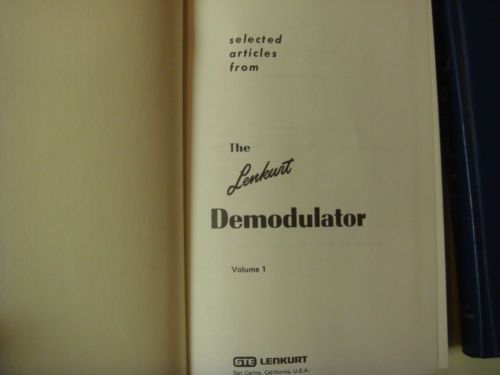 selected
articles
from
The
Lenkurt
Demodulator
Volume 1
GTE LENKURT
San Carlos, California, U.S.A.